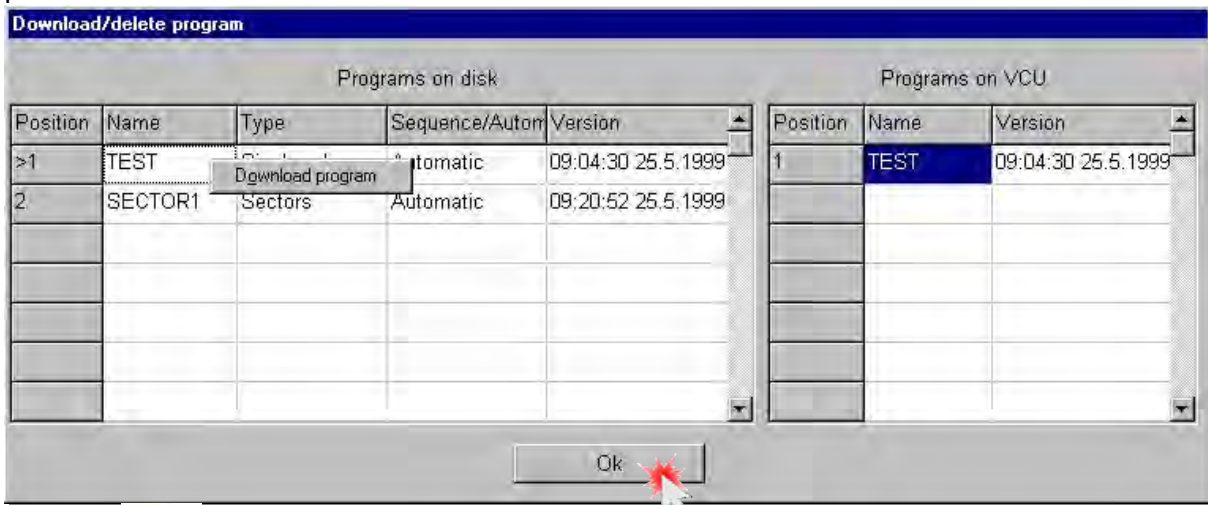 Download/delete program
Programs on disk Programs on VCU
Position Name Type Sequence/Autom Version Position Name Version
>1 TEST Automatic 09:04:30 25.5.1999 1 TEST 09:04:30 25.5.1999
Download program
2 SECTOR1 Sectors Automatic 09:20:52 25.5.1999
Ok